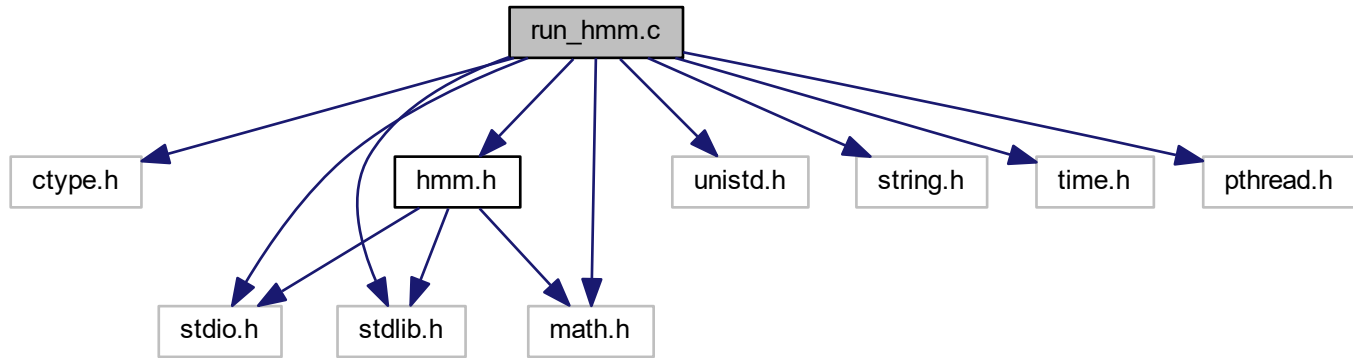 run_hmm.c
ctype.h
hmm.h
unistd.h
string.h
time.h
pthread.h
stdio.h
stdlib.h
math.h